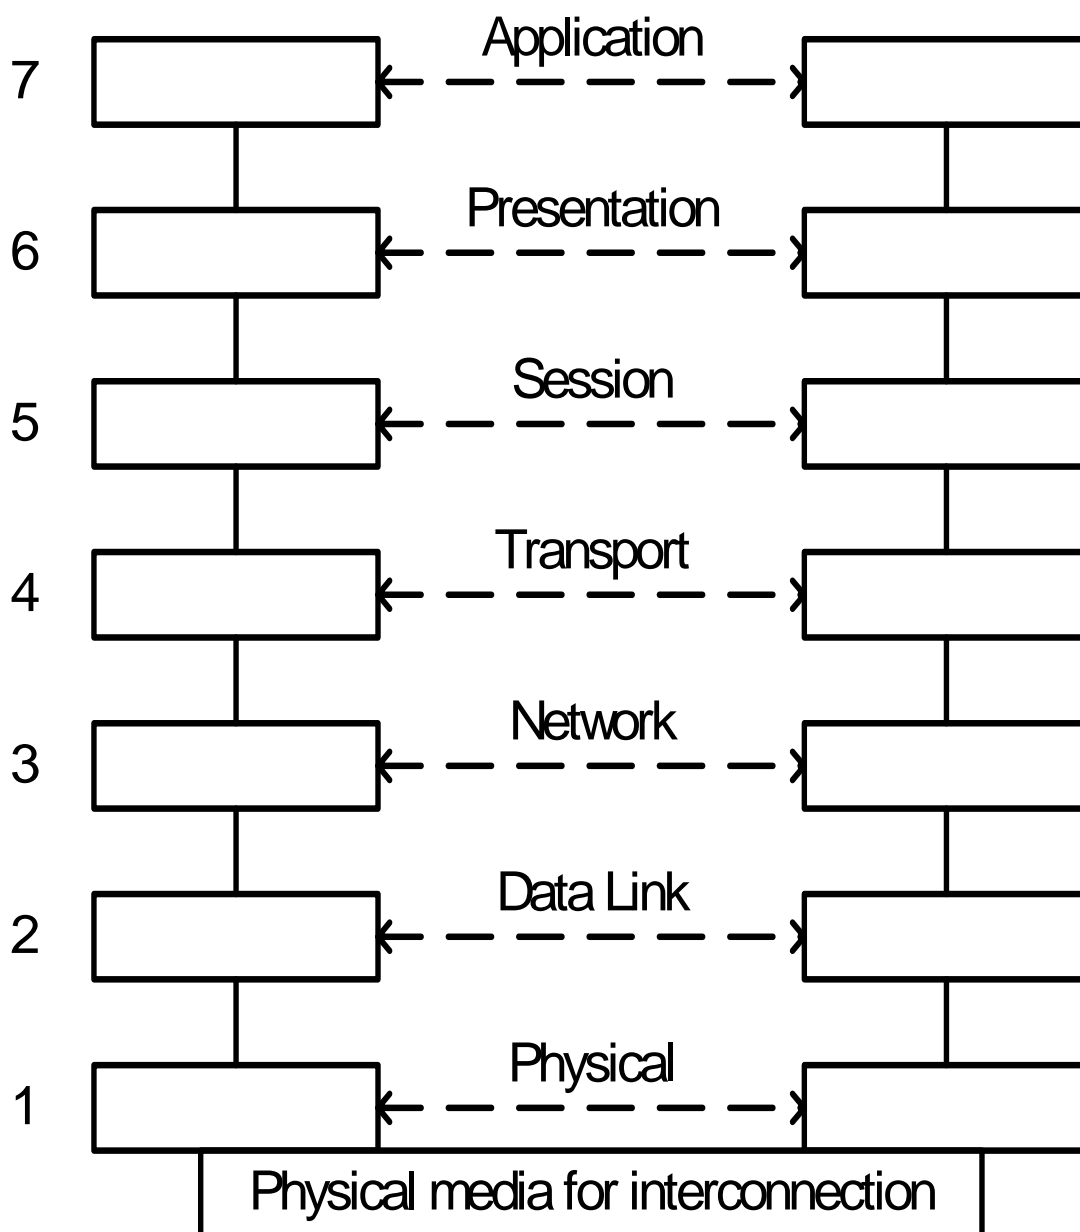 Application
7
Presentation
6
Session
5
Transport
4
Network
3
Data Link
2
Physical
1
Physical media for interconnection